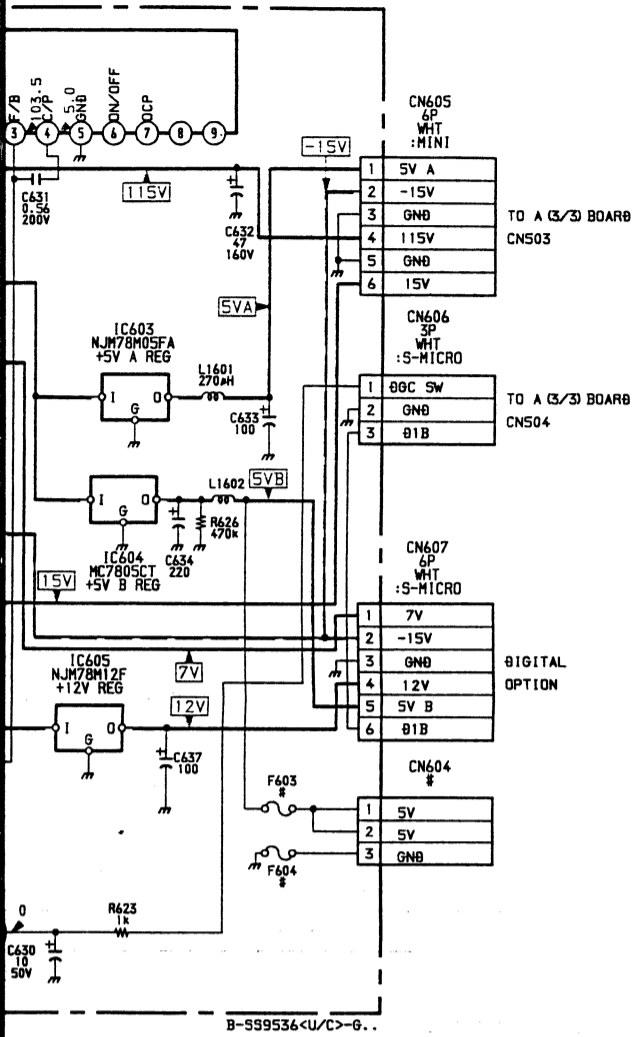 F/B
103.5
C/P
5.0
GND
ON/OFF
OCP
3
4
5
6
7
8
9
C631
0.56
200V
115V
C632
47
160V
-15V
CN605
6P
WHT
:MINI
1 5V A
2 -15V
3 GND
4 115V
5 GND
6 15V
TO A (3/3) BOARD
CN503
5VA
IC603
NJM78M05FA
+5V A REG
I
O
G
L1601
270µH
C633
100
CN606
3P
WHT
:S-MICRO
1 DGC SW
2 GND
3 D1B
TO A (3/3) BOARD
CN504
I
O
G
IC604
MC7805CT
+5V B REG
C634
220
R626
470k
L1602
5VB
15V
CN607
6P
WHT
:S-MICRO
1 7V
2 -15V
3 GND
4 12V
5 5V B
6 D1B
DIGITAL
OPTION
IC605
NJM78M12F
+12V REG
I
O
G
7V
12V
C637
100
CN604
#
1 5V
2 5V
3 GND
F603
#
F604
#
0
C630
10
50V
R623
1k
B-SS9536<U/C>-G..